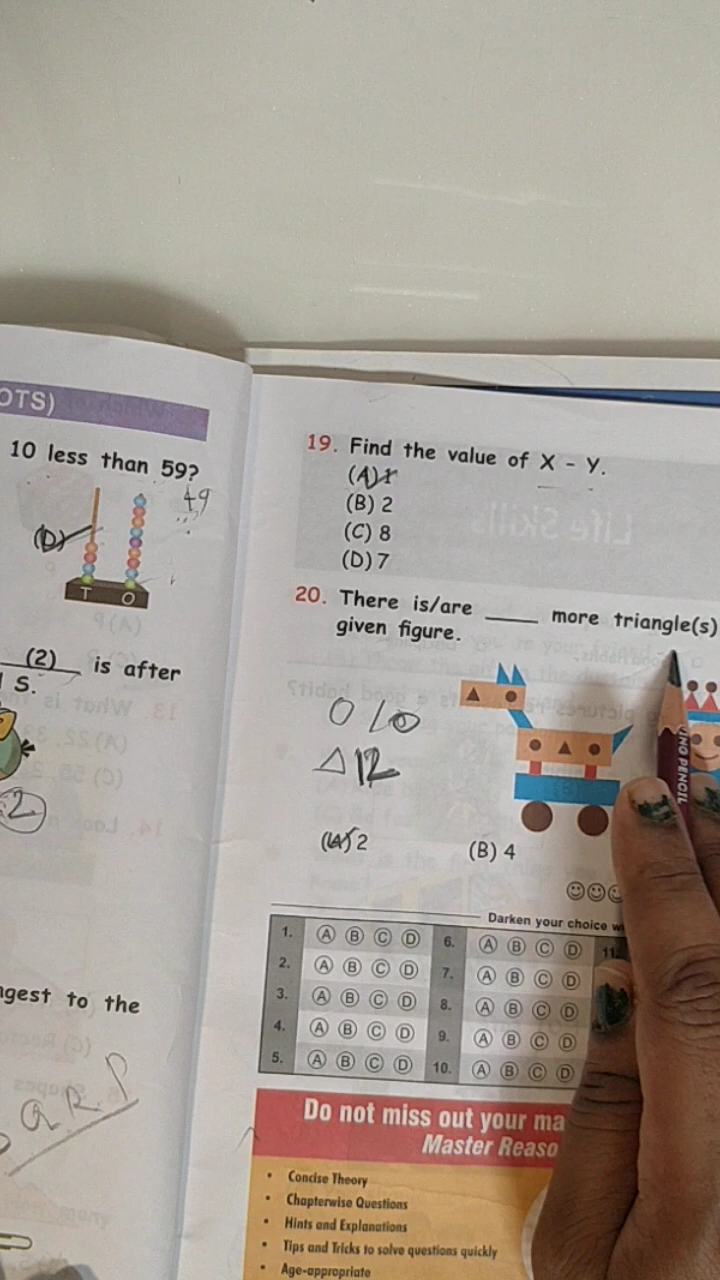 OTS)
10 less than 59?
49
(D)
T O
(2) is after
S.
2
gest to the
19. Find the value of X - Y.
(A) 1
(B) 2
(C) 8
(D) 7
20. There is/are ____ more triangle(s)
given figure.
O 10
△ 12
(A) 2 (B) 4
Darken your choice w
1. A B C D 6. A B C D 11.
2. A B C D 7. A B C D
3. A B C D 8. A B C D
4. A B C D 9. A B C D
5. A B C D 10. A B C D
Do not miss out your ma
Master Reaso
• Concise Theory
• Chapterwise Questions
• Hints and Explanations
• Tips and Tricks to solve questions quickly
• Age-appropriate